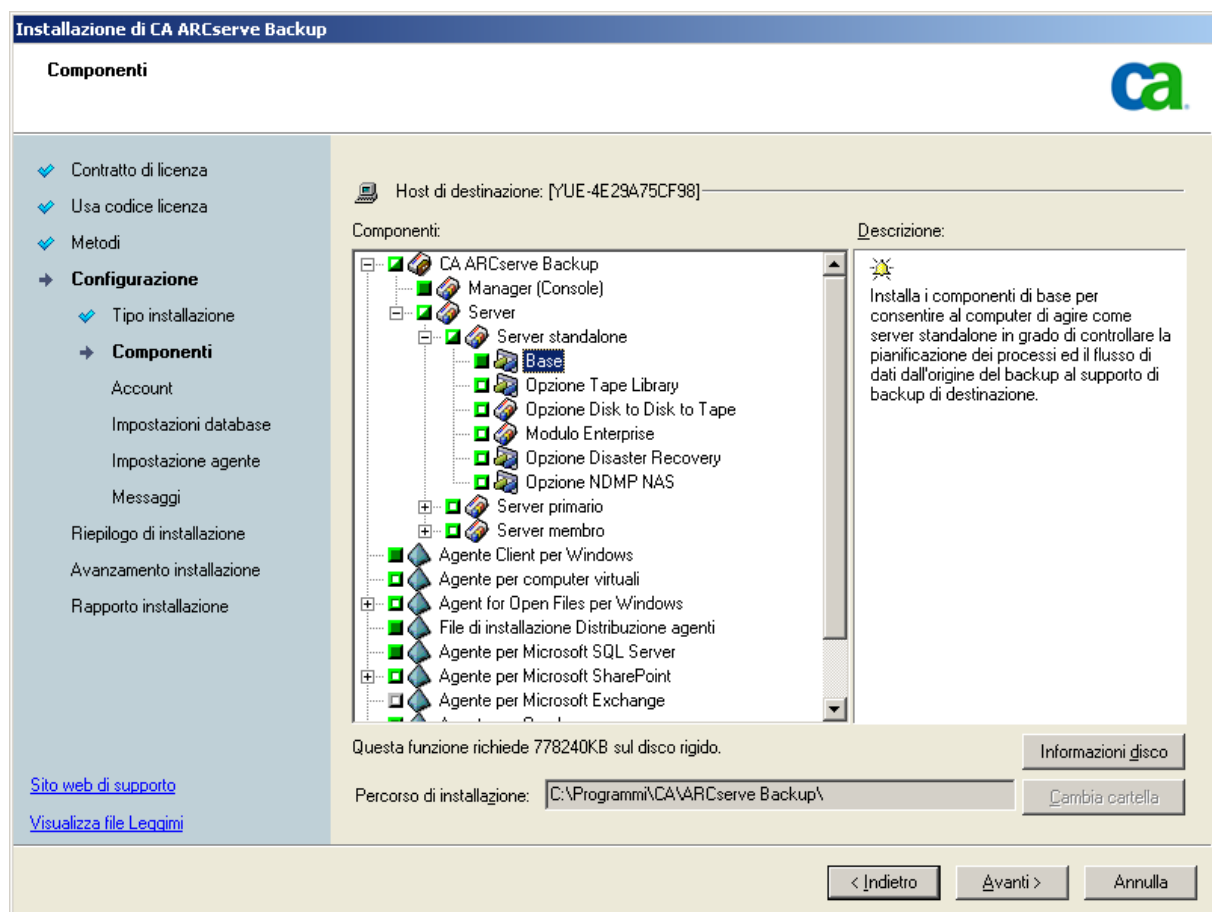 Installazione di CA ARCserve Backup
Componenti
ca
Contratto di licenza
Usa codice licenza
Metodi
Configurazione
Tipo installazione
Componenti
Account
Impostazioni database
Impostazione agente
Messaggi
Riepilogo di installazione
Avanzamento installazione
Rapporto installazione
Sito web di supporto
Visualizza file Leggimi
Host di destinazione: [YUE-4E29A75CF98]
Componenti:
CA ARCserve Backup
Manager (Console)
Server
Server standalone
Base
Opzione Tape Library
Opzione Disk to Disk to Tape
Modulo Enterprise
Opzione Disaster Recovery
Opzione NDMP NAS
Server primario
Server membro
Agente Client per Windows
Agente per computer virtuali
Agent for Open Files per Windows
File di installazione Distribuzione agenti
Agente per Microsoft SQL Server
Agente per Microsoft SharePoint
Agente per Microsoft Exchange
Descrizione:
Installa i componenti di base per
consentire al computer di agire come
server standalone in grado di controllare la
pianificazione dei processi ed il flusso di
dati dall'origine del backup al supporto di
backup di destinazione.
Questa funzione richiede 778240KB sul disco rigido.
Informazioni disco
Percorso di installazione: C:\Programmi\CA\ARCserve Backup\
Cambia cartella
< Indietro
Avanti >
Annulla